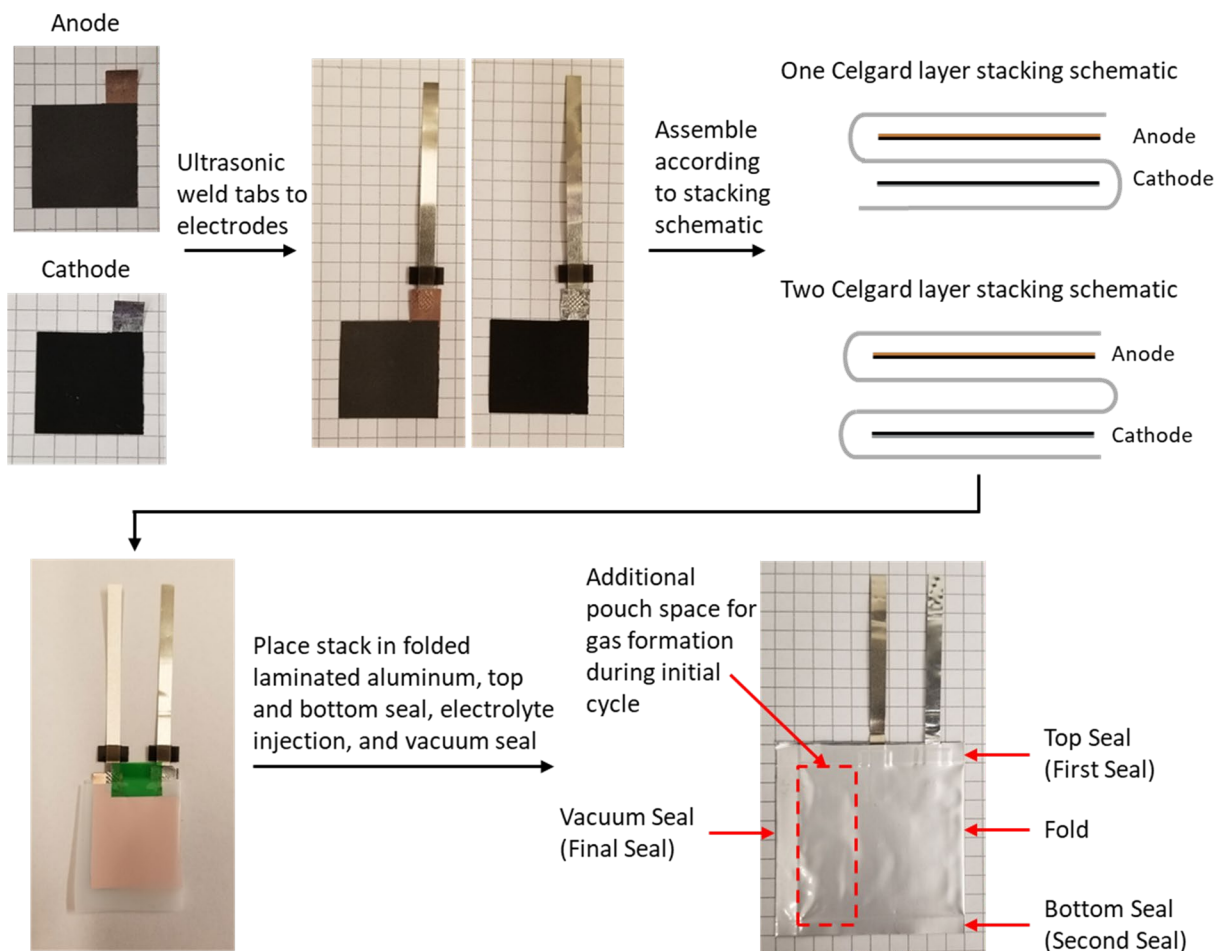 Anode
Cathode
Ultrasonic
weld tabs to
electrodes
Assemble
according
to stacking
schematic
One Celgard layer stacking schematic
Anode
Cathode
Two Celgard layer stacking schematic
Anode
Cathode
Place stack in folded
laminated aluminum, top
and bottom seal, electrolyte
injection, and vacuum seal
Additional
pouch space for
gas formation
during initial
cycle
Vacuum Seal
(Final Seal)
Top Seal
(First Seal)
Fold
Bottom Seal
(Second Seal)